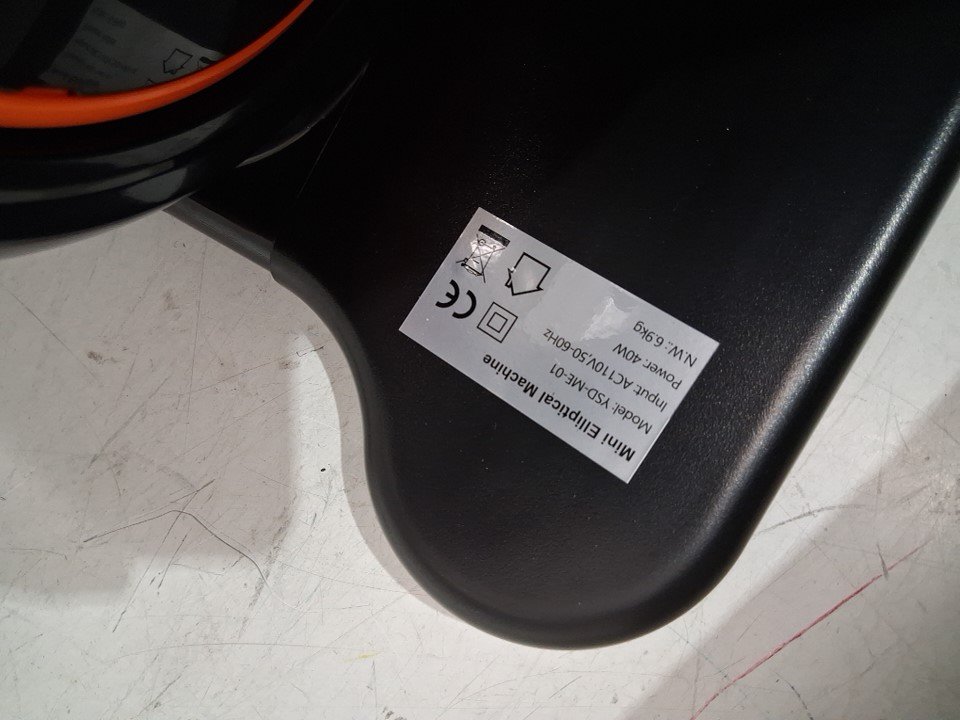 Mini Elliptical Machine
Model: YSD-ME-01
Input: AC110V,50-60Hz
Power: 40W
N.W.: 6.9kg
CE